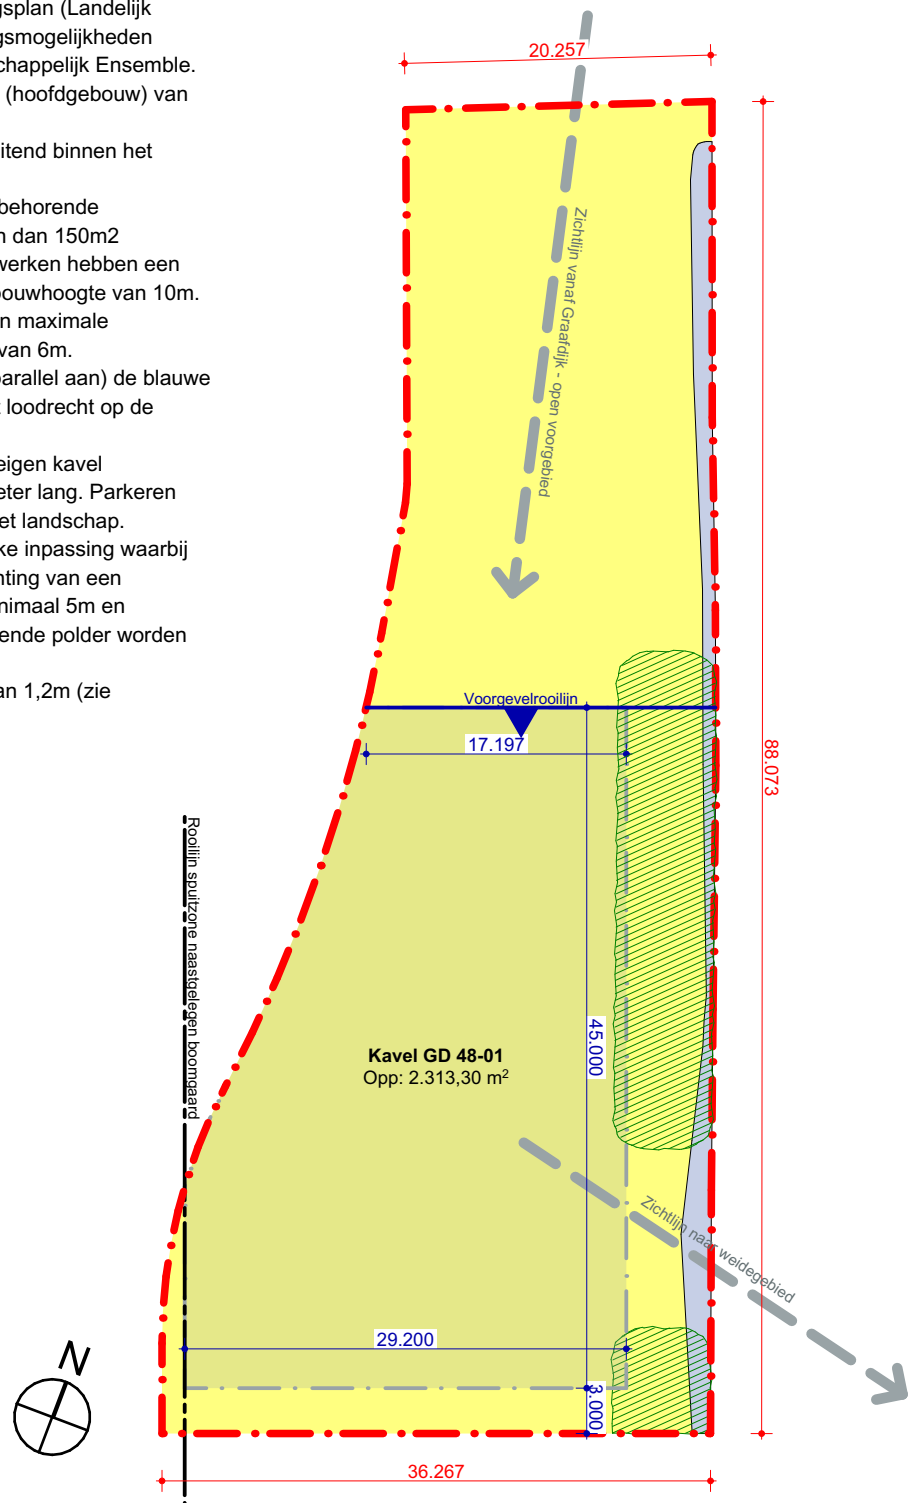 gsplan (Landelijk
gsmogelijkheden
chappelijk Ensemble.
(hoofdgebouw) van
itend binnen het
behorende
n dan 150m2
werken hebben een
bouwhoogte van 10m.
n maximale
van 6m.
parallel aan) de blauwe
t loodrecht op de
eigen kavel
eter lang. Parkeren
et landschap.
ke inpassing waarbij
hting van een
nimaal 5m en
ende polder worden
an 1,2m (zie
20.257
Zichtlijn vanaf Graafdijk - open voorgebied
Voorgevelrooilijn
17.197
88.073
Rooilijn spuitzone naastgelegen boomgaard
45.000
Kavel GD 48-01
Opp: 2.313,30 m²
Zichtlijn naar weidegebied
29.200
3.000
N
36.267